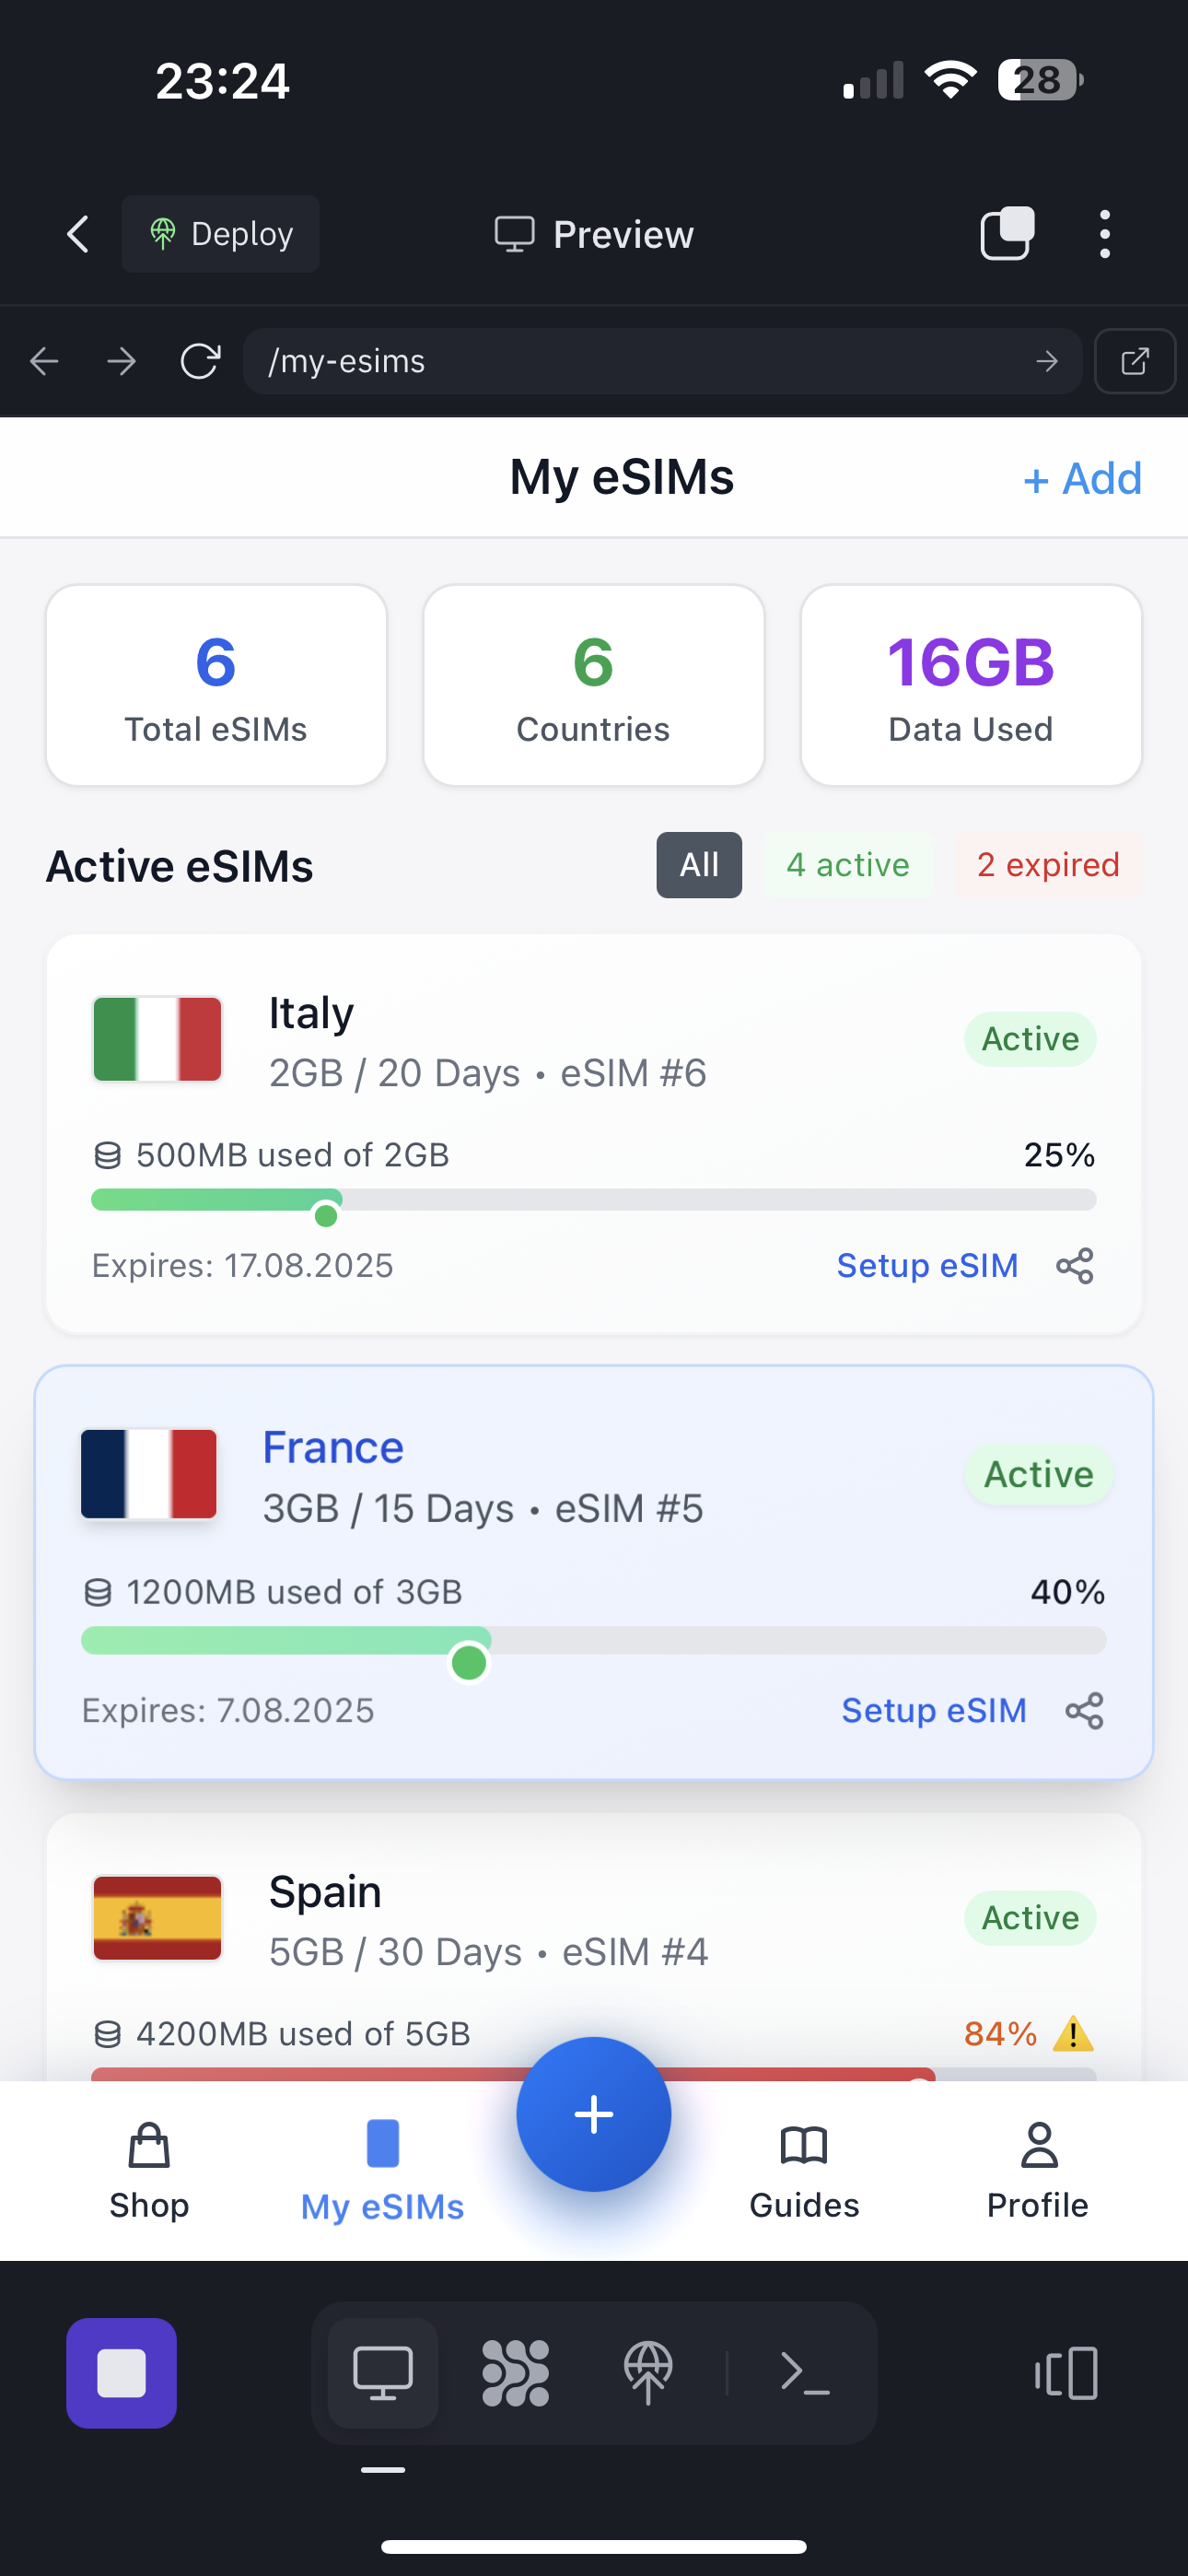 23:24
28
Deploy
Preview
/my-esims
My eSIMs
+ Add
6
Total eSIMs
6
Countries
16GB
Data Used
Active eSIMs
All
4 active
2 expired
Italy
Active
2GB / 20 Days • eSIM #6
500MB used of 2GB
25%
Expires: 17.08.2025
Setup eSIM
France
Active
3GB / 15 Days • eSIM #5
1200MB used of 3GB
40%
Expires: 7.08.2025
Setup eSIM
Spain
Active
5GB / 30 Days • eSIM #4
4200MB used of 5GB
84%
Shop
My eSIMs
Guides
Profile